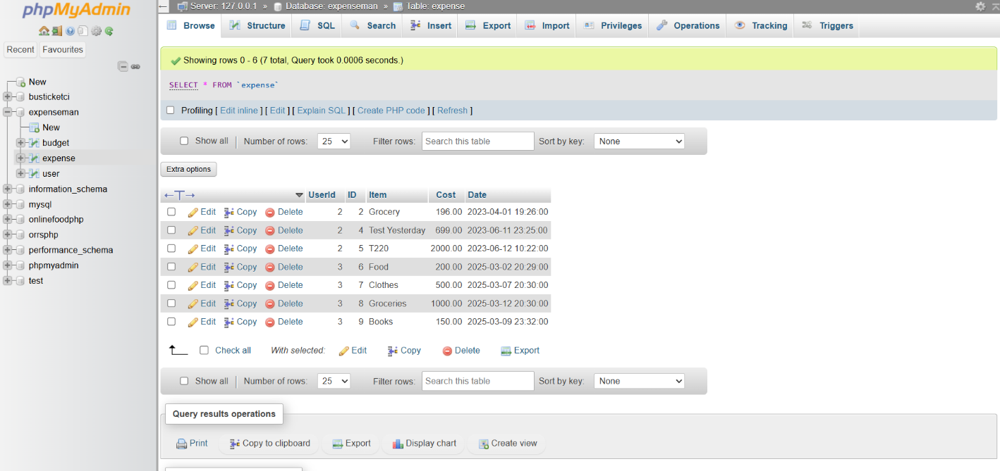 phpMyAdmin
Recent Favourites
New
busticketci
expenseman
New
budget
expense
user
information_schema
mysql
onlinefoodphp
orrsphp
performance_schema
phpmyadmin
test
Server: 127.0.0.1 » Database: expenseman » Table: expense
Browse Structure SQL Search Insert Export Import Privileges Operations Tracking Triggers
Showing rows 0 - 6 (7 total, Query took 0.0006 seconds.)
SELECT * FROM `expense`
Profiling [ Edit inline ] [ Edit ] [ Explain SQL ] [ Create PHP code ] [ Refresh ]
Show all Number of rows: 25 Filter rows: Search this table Sort by key: None
Extra options
UserId ID Item Cost Date
Edit Copy Delete 2 2 Grocery 196.00 2023-04-01 19:26:00
Edit Copy Delete 2 4 Test Yesterday 699.00 2023-06-11 23:25:00
Edit Copy Delete 2 5 T220 2000.00 2023-06-12 10:22:00
Edit Copy Delete 3 6 Food 200.00 2025-03-02 20:29:00
Edit Copy Delete 3 7 Clothes 500.00 2025-03-07 20:30:00
Edit Copy Delete 3 8 Groceries 1000.00 2025-03-12 20:30:00
Edit Copy Delete 3 9 Books 150.00 2025-03-09 23:32:00
Check all With selected: Edit Copy Delete Export
Show all Number of rows: 25 Filter rows: Search this table Sort by key: None
Query results operations
Print Copy to clipboard Export Display chart Create view